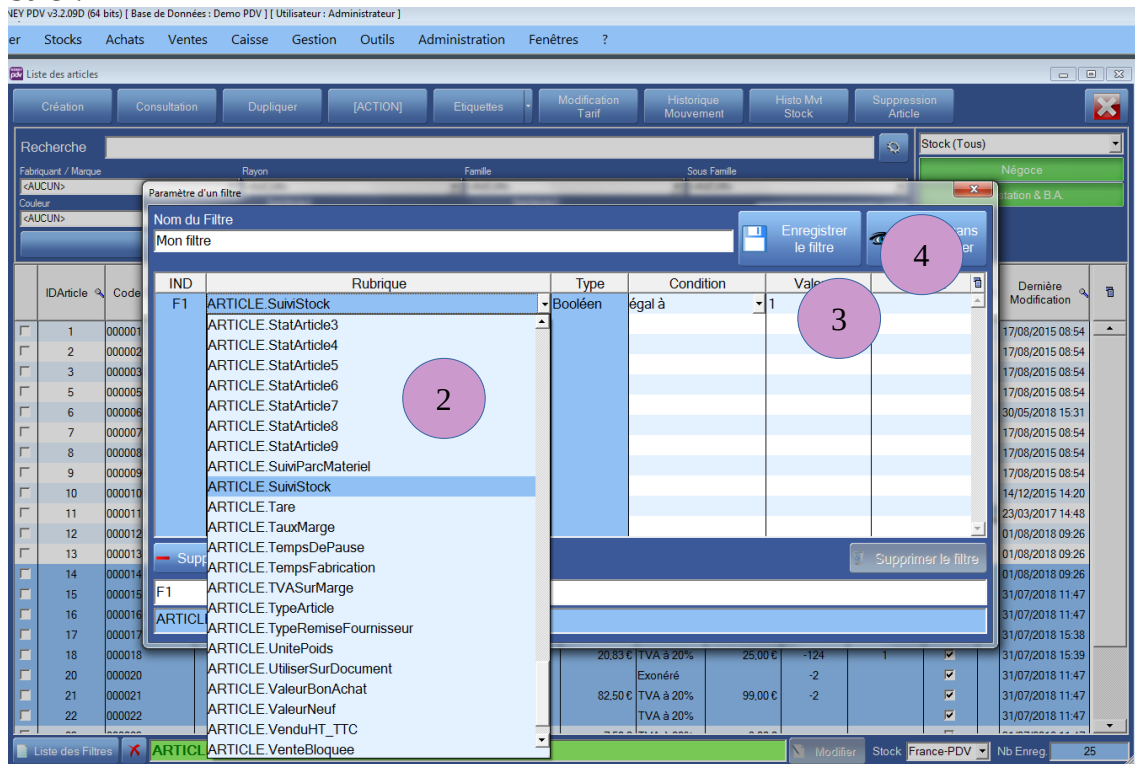 NEY PDV v3.2.09D (64 bits) [ Base de Données : Demo PDV ] [ Utilisateur : Administrateur ]
er Stocks Achats Ventes Caisse Gestion Outils Administration Fenêtres ?
Liste des articles
Création Consultation Dupliquer [ACTION] Etiquettes Modification Tarif Historique Mouvement Histo Mvt Stock Suppression Article
Recherche Stock (Tous)
Fabriquant / Marque Rayon Famille Sous Famille Négoce
<AUCUN>
Couleur
<AUCUN>
Paramètre d'un filtre
station & B.A.
Nom du Filtre
Mon filtre
Enregistrer le filtre
4
IND Rubrique Type Condition
F1 ARTICLE.SuiviStock Booléen égal à 1
3
2
ARTICLE.StatArticle3
ARTICLE.StatArticle4
ARTICLE.StatArticle5
ARTICLE.StatArticle6
ARTICLE.StatArticle7
ARTICLE.StatArticle8
ARTICLE.StatArticle9
ARTICLE.SuiviParcMateriel
ARTICLE.SuiviStock
ARTICLE.Tare
ARTICLE.TauxMarge
ARTICLE.TempsDePause
ARTICLE.TempsFabrication
ARTICLE.TVASurMarge
ARTICLE.TypeArticle
ARTICLE.TypeRemiseFournisseur
ARTICLE.UnitePoids
ARTICLE.UtiliserSurDocument
ARTICLE.ValeurBonAchat
ARTICLE.ValeurNeuf
ARTICLE.VenduHT_TTC
ARTICLE.VenteBloquee
Supprimer le filtre
F1
IDArticle Code Dernière Modification
1 000001 17/08/2015 08:54
2 000002 17/08/2015 08:54
3 000003 17/08/2015 08:54
5 000005 17/08/2015 08:54
6 000006 30/05/2018 15:31
7 000007 17/08/2015 08:54
8 000008 17/08/2015 08:54
9 000009 17/08/2015 08:54
10 000010 14/12/2015 14:20
11 000011 23/03/2017 14:48
12 000012 01/08/2018 09:26
13 000013 01/08/2018 09:26
14 000014 01/08/2018 09:26
15 000015 31/07/2018 11:47
16 000016 31/07/2018 11:47
17 000017 31/07/2018 15:38
18 000018 20,83 € TVA à 20% 25,00 € -124 1 31/07/2018 15:39
20 000020 Exonéré -2 31/07/2018 11:47
21 000021 82,50 € TVA à 20% 99,00 € -2 31/07/2018 11:47
22 000022 TVA à 20% 31/07/2018 11:47
Liste des Filtres Modifier Stock France-PDV Nb Enreg. 25